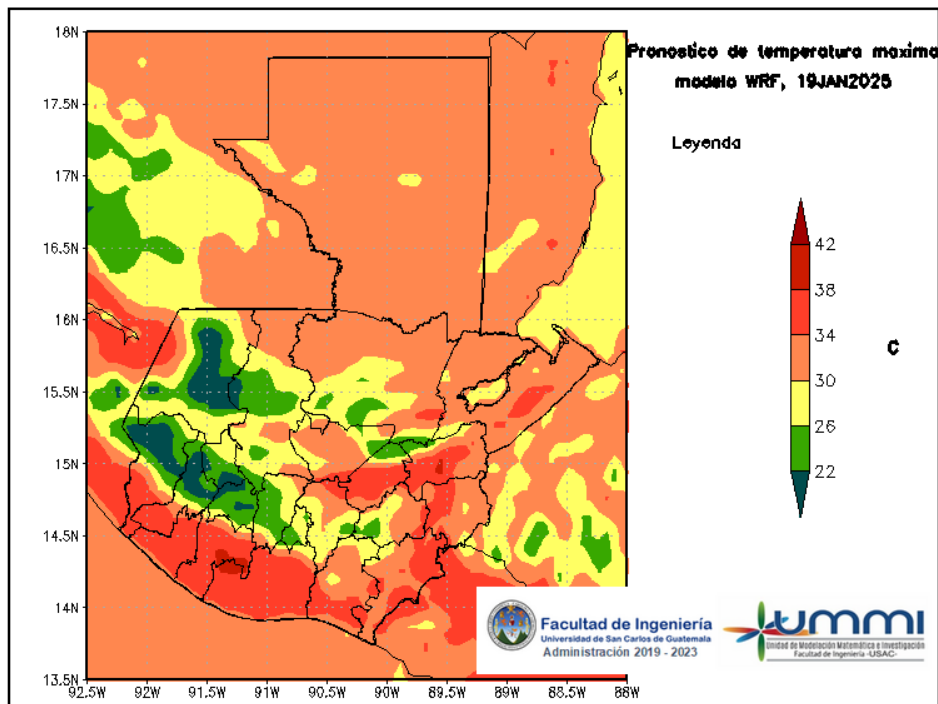 Pronostico de temperatura maxima
modelo WRF, 19JAN2025
Leyenda
42
38
34
30
26
22
C
18N
17.5N
17N
16.5N
16N
15.5N
15N
14.5N
14N
13.5N
92.5W 92W 91.5W 91W 90.5W 90W 89.5W 89W 88.5W 88W
Facultad de Ingeniería
Universidad de San Carlos de Guatemala
Administración 2019 - 2023
ummi
Unidad de Modelación Matemática e Investigación
Facultad de Ingeniería -USAC-